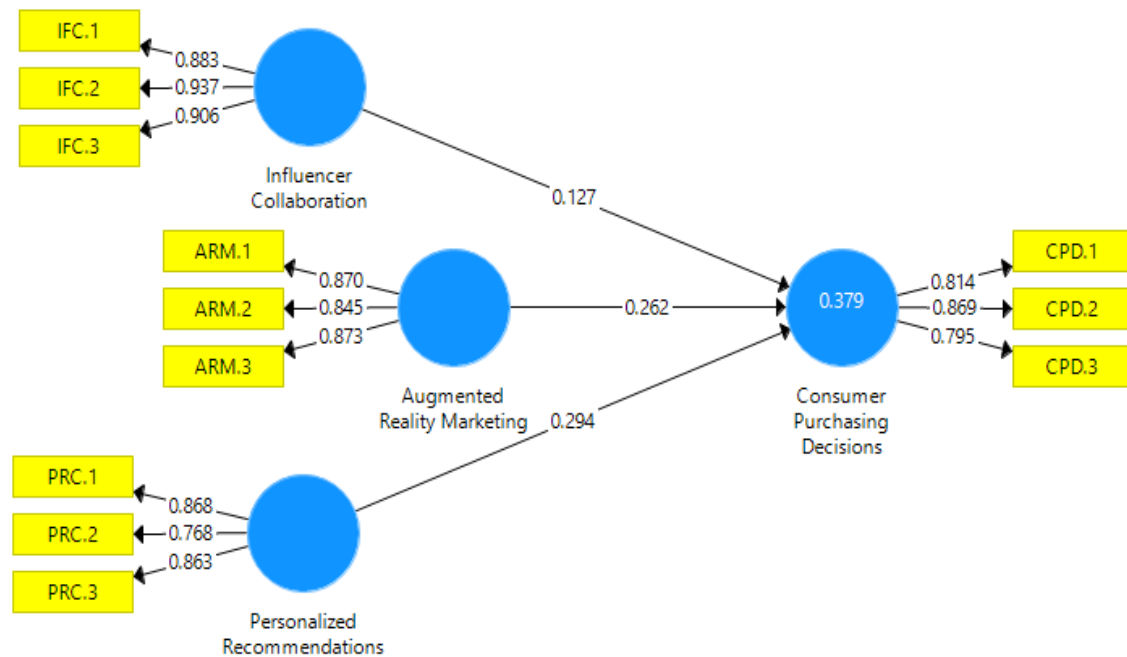 IFC.1
0.883
IFC.2
0.937
IFC.3
0.906
Influencer
Collaboration
0.127
ARM.1
0.870
ARM.2
0.845
ARM.3
0.873
Augmented
Reality Marketing
0.262
0.379
CPD.1
0.814
CPD.2
0.869
CPD.3
0.795
Consumer
Purchasing
Decisions
0.294
PRC.1
0.868
PRC.2
0.768
PRC.3
0.863
Personalized
Recommendations